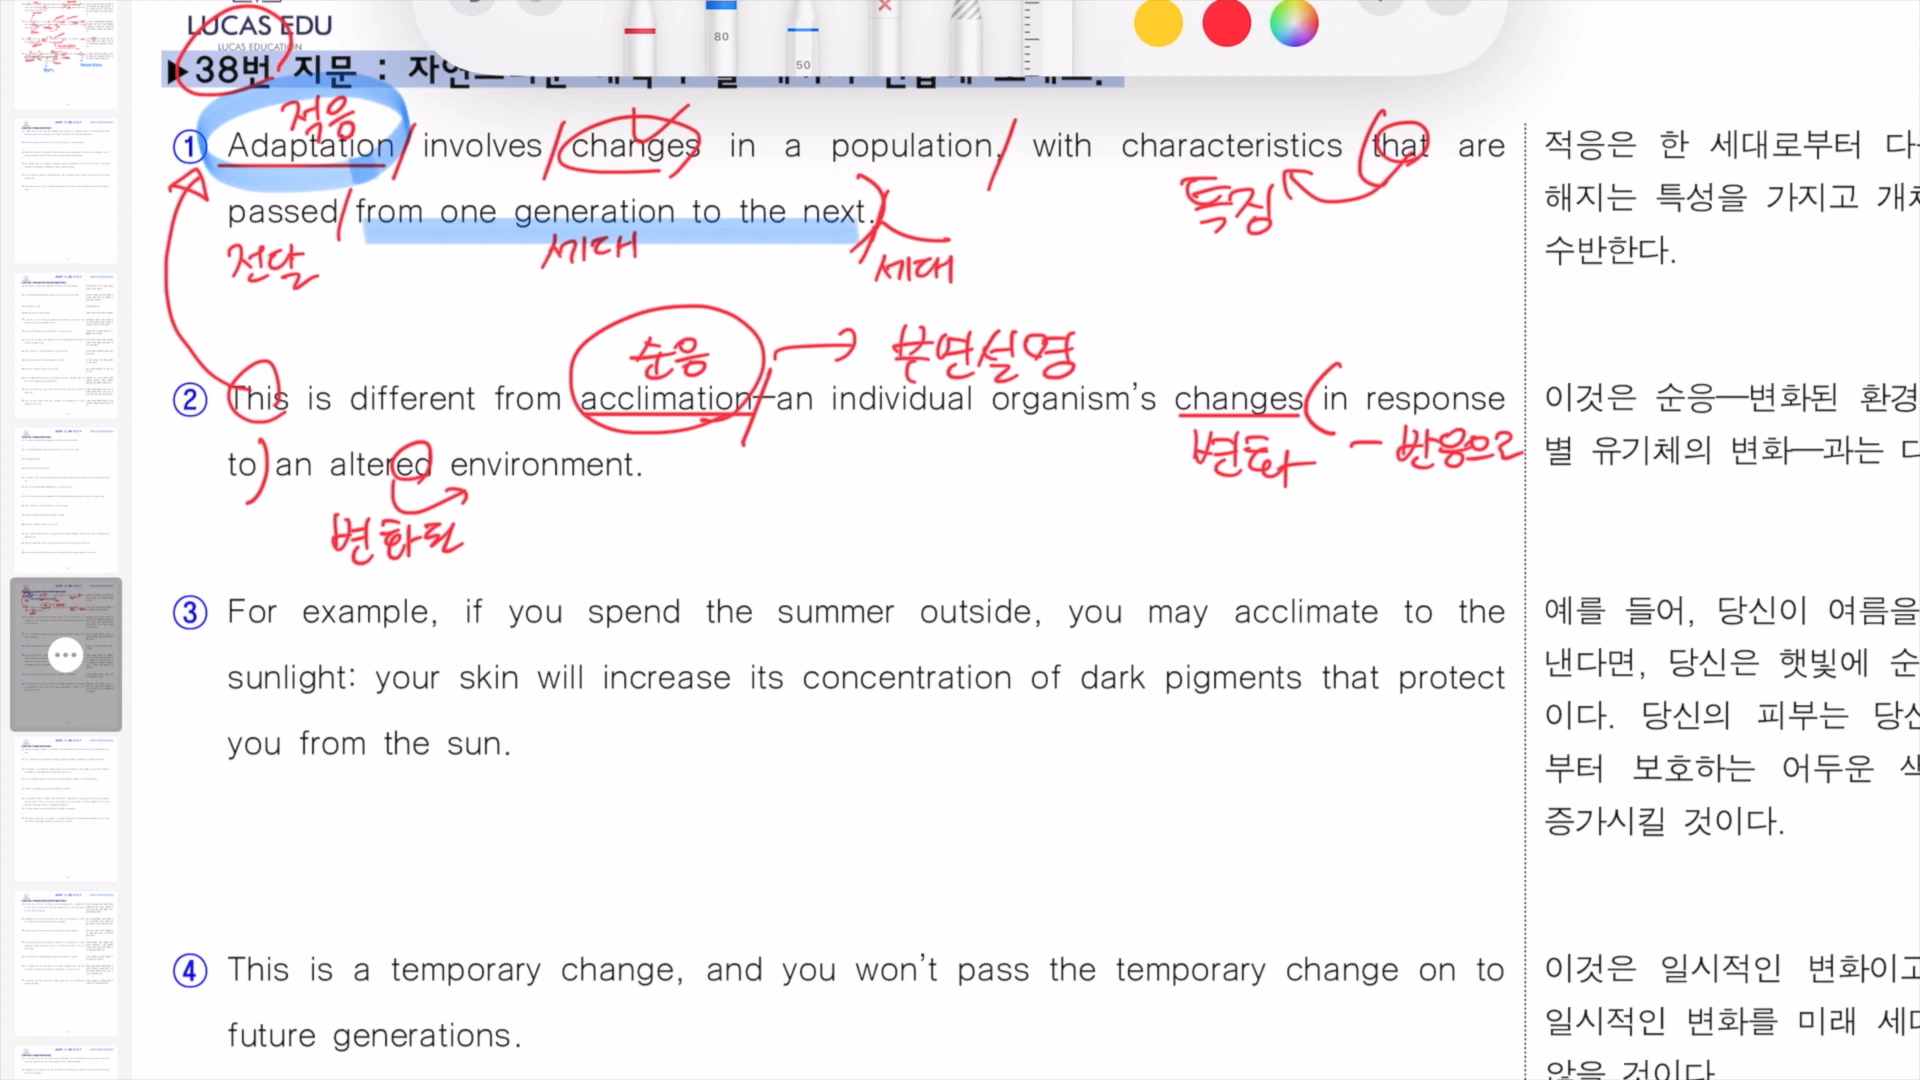 LUCAS EDU
LUCAS EDUCATION
▶38번 지문 :
80
50
적응
① Adaptation involves changes in a population, with characteristics that are
passed from one generation to the next.
특징
전달
세대
세대
적응은 한 세대로부터
해지는 특성을 가지고
수반한다.
순응
부연설명
② This is different from acclimation—an individual organism's changes in response
to an altered environment.
변화
– 반응으로
변화된
이것은 순응—변화된 환경
별 유기체의 변화—과는
③ For example, if you spend the summer outside, you may acclimate to the
sunlight: your skin will increase its concentration of dark pigments that protect
you from the sun.
예를 들어, 당신이 여름을
낸다면, 당신은 햇빛에 순
이다. 당신의 피부는
부터 보호하는 어두운
증가시킬 것이다.
④ This is a temporary change, and you won't pass the temporary change on to
future generations.
이것은 일시적인 변화이고
일시적인 변화를 미래
않을 것이다